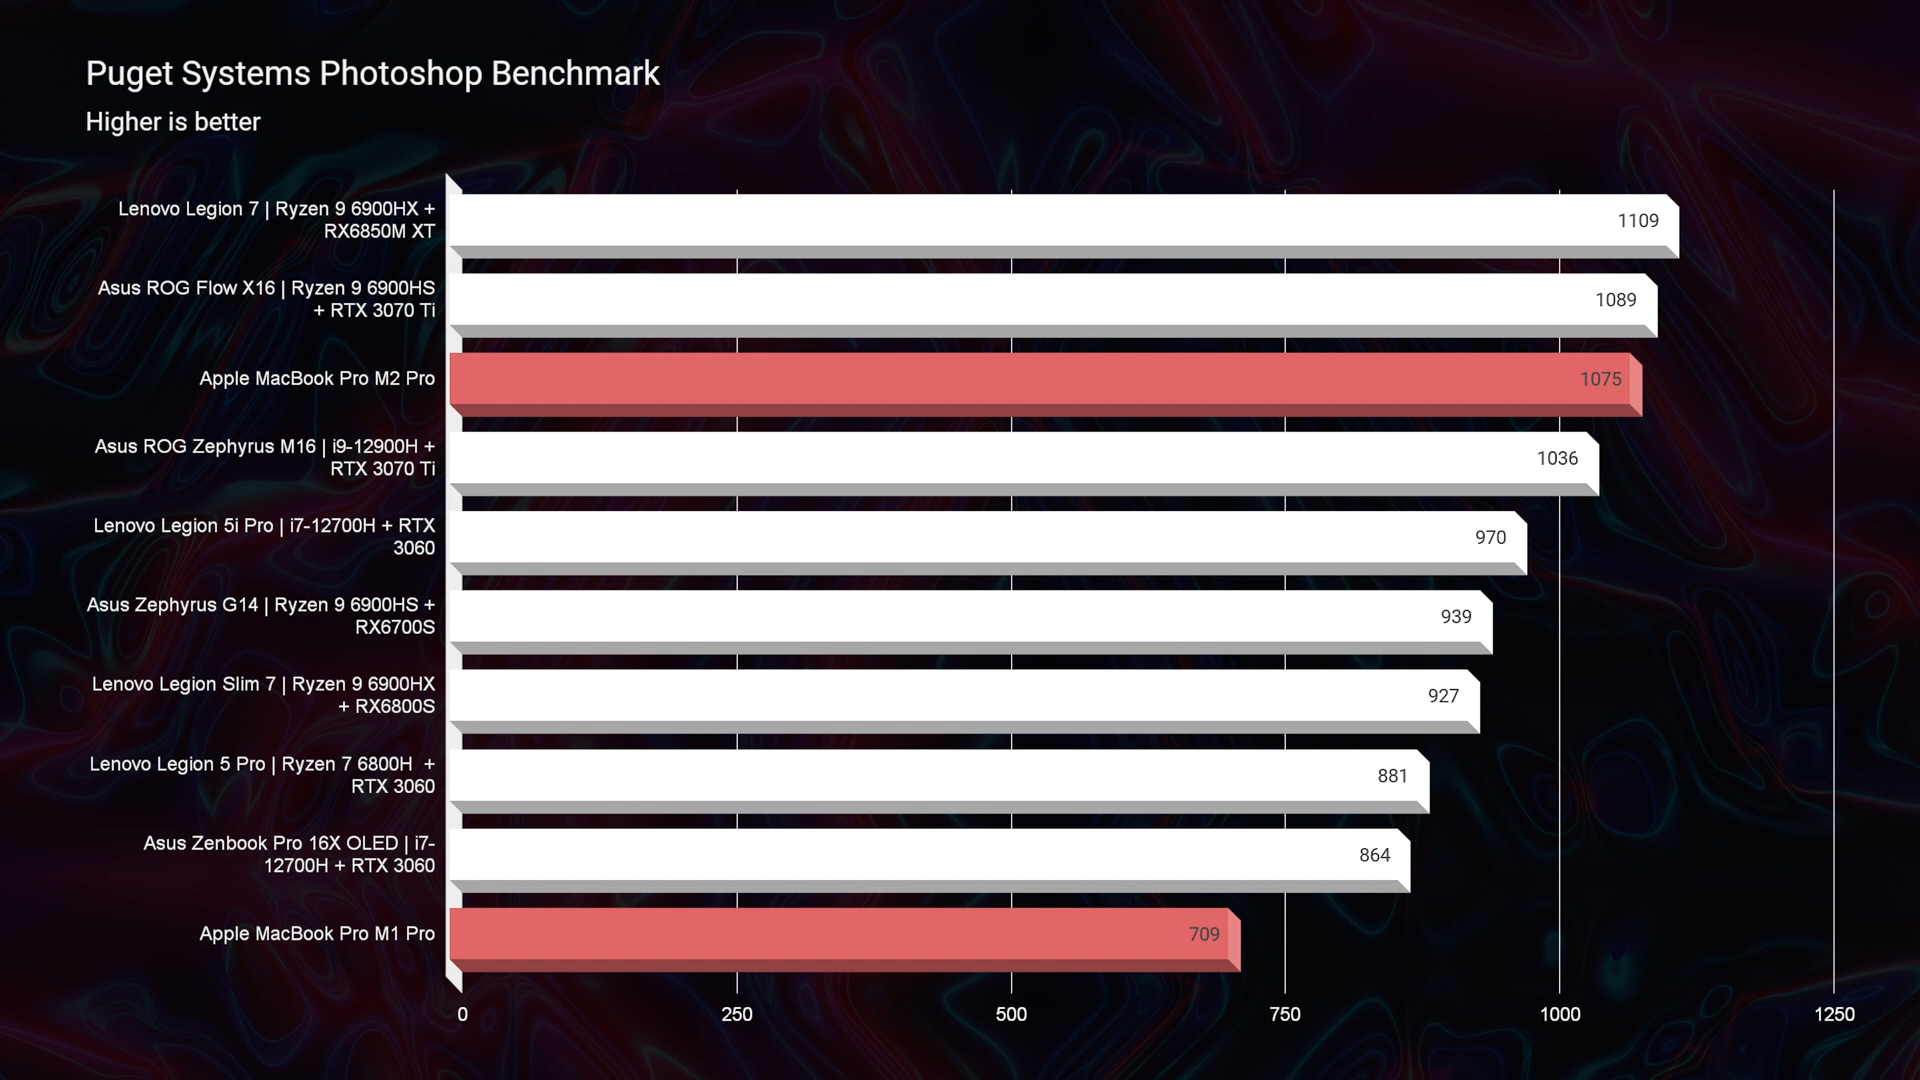 Puget Systems Photoshop Benchmark
Higher is better
Lenovo Legion 7 | Ryzen 9 6900HX +
RX6850M XT
1109
Asus ROG Flow X16 | Ryzen 9 6900HS
+ RTX 3070 Ti
1089
Apple MacBook Pro M2 Pro
1075
Asus ROG Zephyrus M16 | i9-12900H +
RTX 3070 Ti
1036
Lenovo Legion 5i Pro | i7-12700H + RTX
3060
970
Asus Zephyrus G14 | Ryzen 9 6900HS +
RX6700S
939
Lenovo Legion Slim 7 | Ryzen 9 6900HX
+ RX6800S
927
Lenovo Legion 5 Pro | Ryzen 7 6800H  +
RTX 3060
881
Asus Zenbook Pro 16X OLED | i7-
12700H + RTX 3060
864
Apple MacBook Pro M1 Pro
709
0 250 500 750 1000 1250